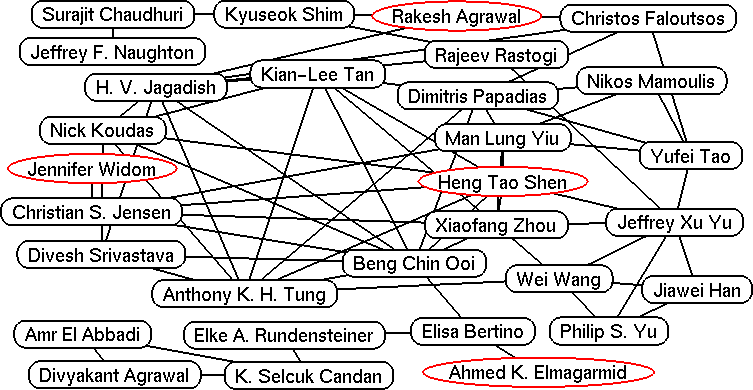 Surajit Chaudhuri
Kyuseok Shim
Rakesh Agrawal
Christos Faloutsos
Jeffrey F. Naughton
Rajeev Rastogi
H. V. Jagadish
Kian-Lee Tan
Dimitris Papadias
Nikos Mamoulis
Nick Koudas
Man Lung Yiu
Yufei Tao
Jennifer Widom
Heng Tao Shen
Christian S. Jensen
Xiaofang Zhou
Jeffrey Xu Yu
Divesh Srivastava
Beng Chin Ooi
Wei Wang
Jiawei Han
Anthony K. H. Tung
Amr El Abbadi
Elke A. Rundensteiner
Elisa Bertino
Philip S. Yu
Divyakant Agrawal
K. Selcuk Candan
Ahmed K. Elmagarmid